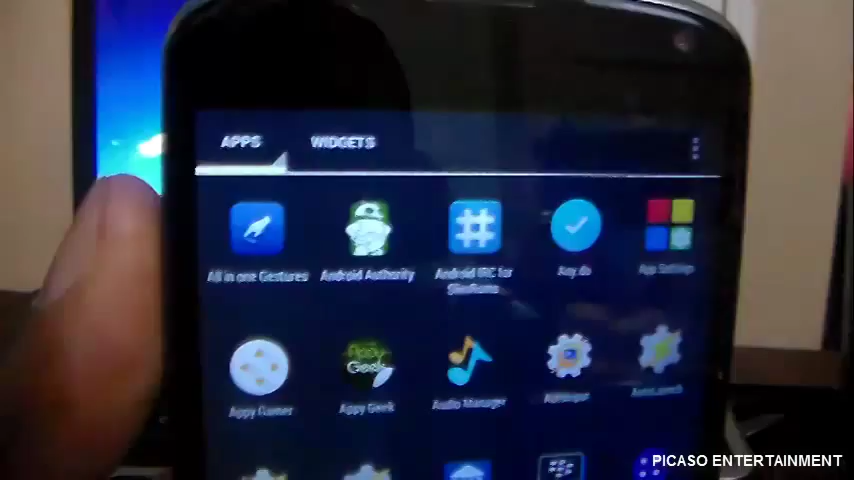 APPS WIDGETS
All in one Gestures Android Authority Android IRC for Any.do App Settings
SlimRoms
Appy Gamer Appy Geek Audio Manager
PICASO ENTERTAINMENT